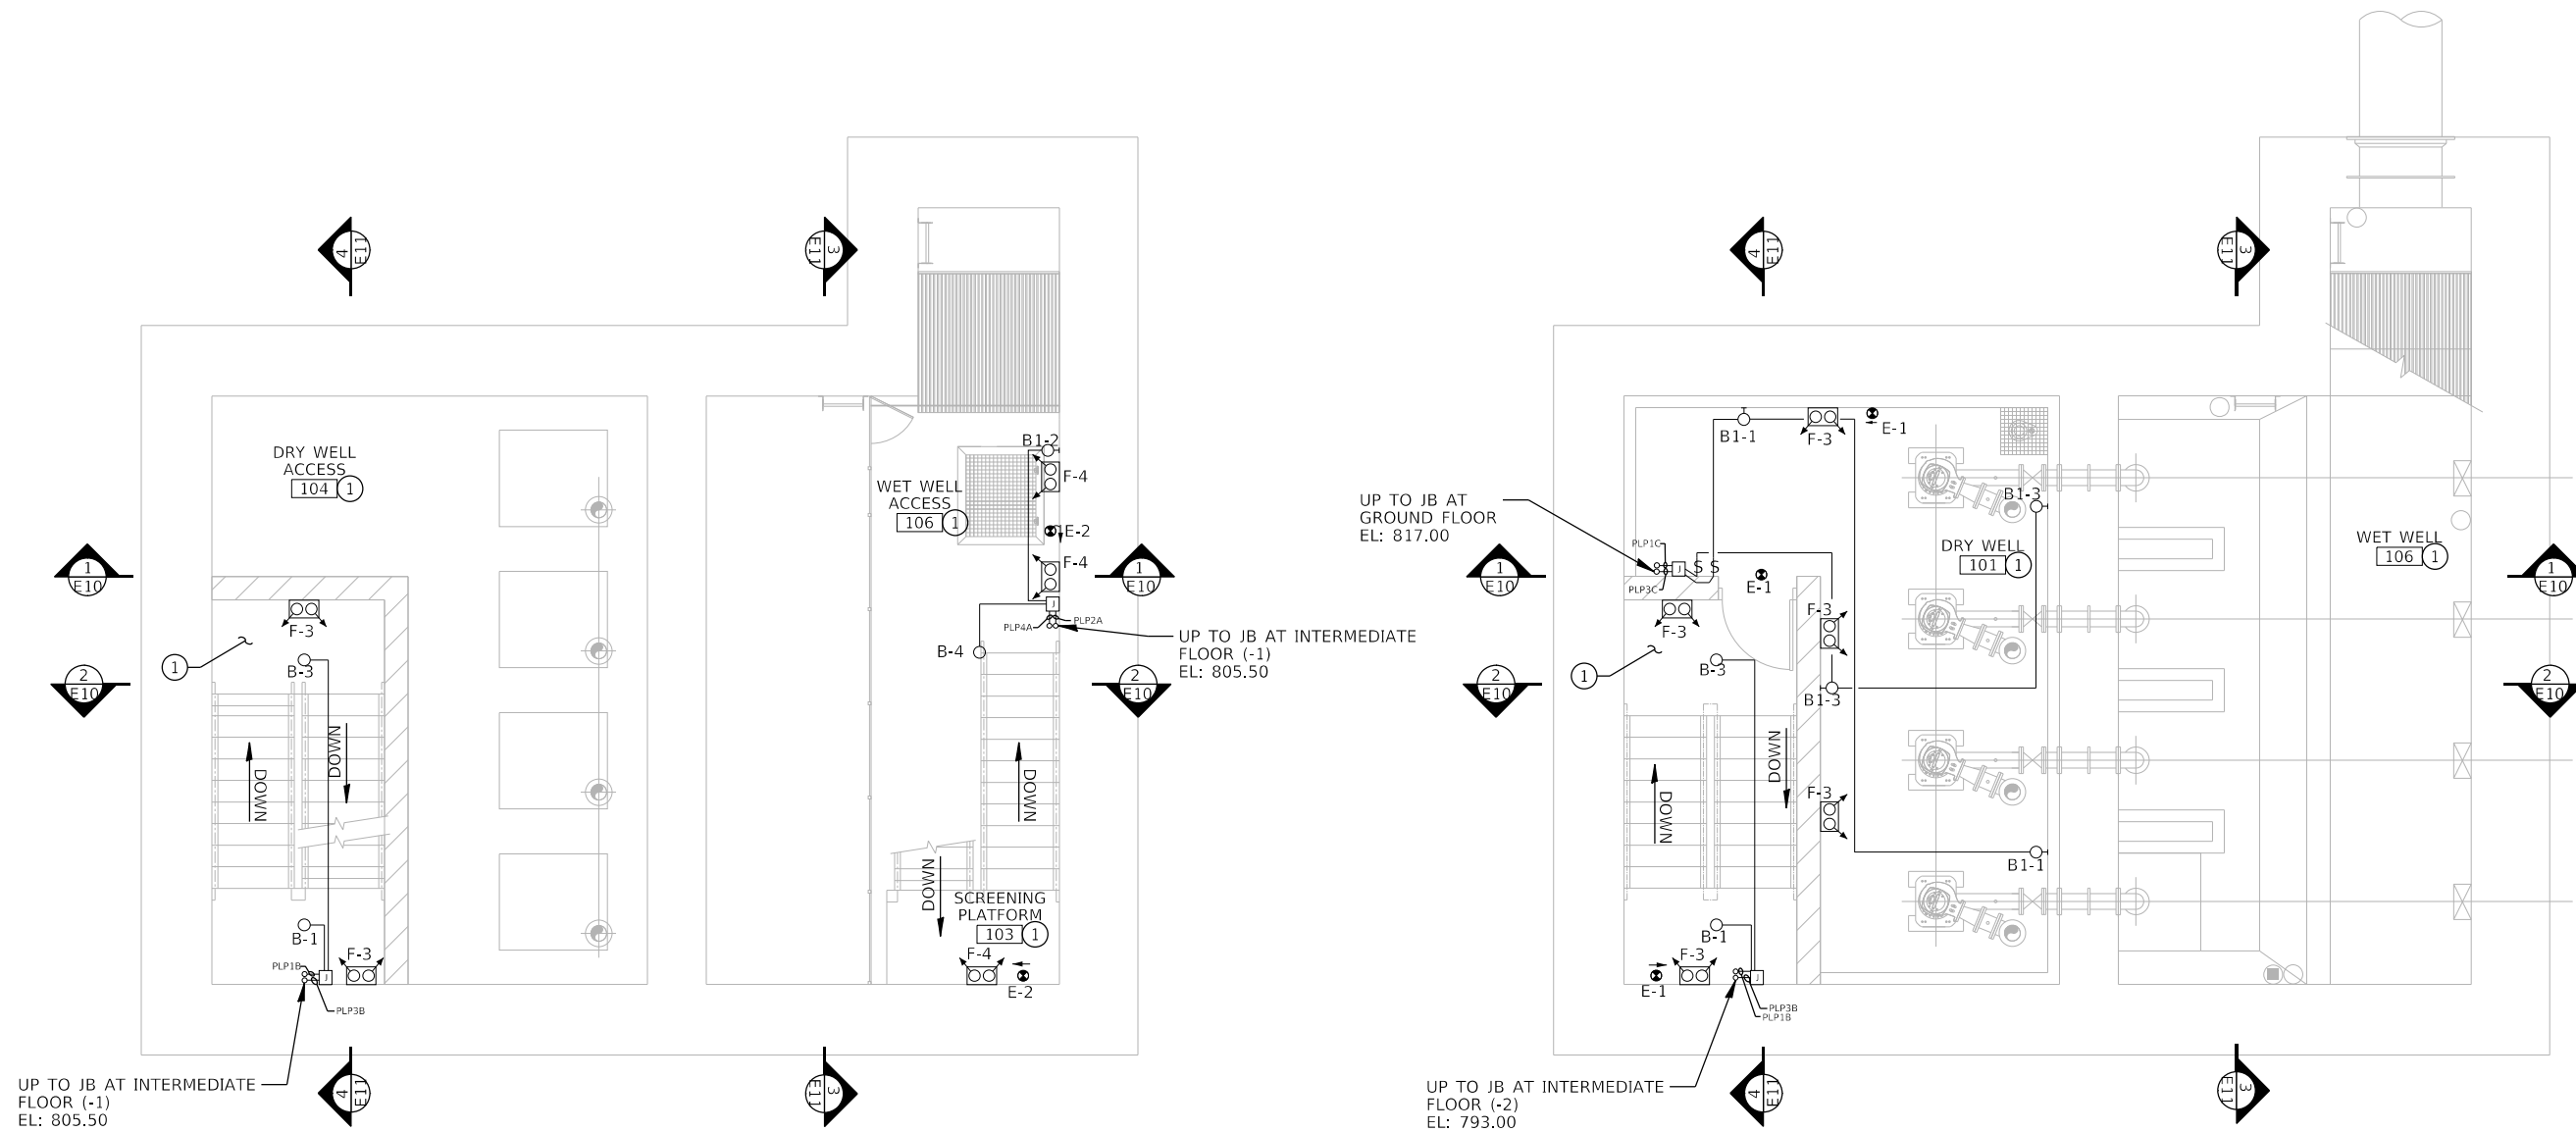 4
E11
3
E11
DRY WELL
ACCESS
104
1
WET WELL
ACCESS
106
1
B1-2
F-4
E-2
F-4
1
E10
1
E10
F-3
1
B-3
J
PLP4A
PLP2A
UP TO JB AT INTERMEDIATE
FLOOR (-1)
EL: 805.50
B-4
2
E10
2
E10
DOWN
DOWN
DOWN
DOWN
SCREENING
PLATFORM
103
1
B-1
F-3
F-4
E-2
PLP1B
J
PLP3B
UP TO JB AT INTERMEDIATE
FLOOR (-1)
EL: 805.50
4
E11
3
E11
4
E11
3
E11
B1-1
F-3
E-1
UP TO JB AT
GROUND FLOOR
EL: 817.00
B1-3
PLP1C
J
S S
PLP3C
DRY WELL
101
1
WET WELL
106
1
1
E10
1
E10
E-1
F-3
F-3
1
B-3
B1-3
2
E10
2
E10
DOWN
DOWN
F-3
B1-1
B-1
F-3
E-1
J
PLP3B
PLP1B
UP TO JB AT INTERMEDIATE
FLOOR (-2)
EL: 793.00
4
E11
3
E11